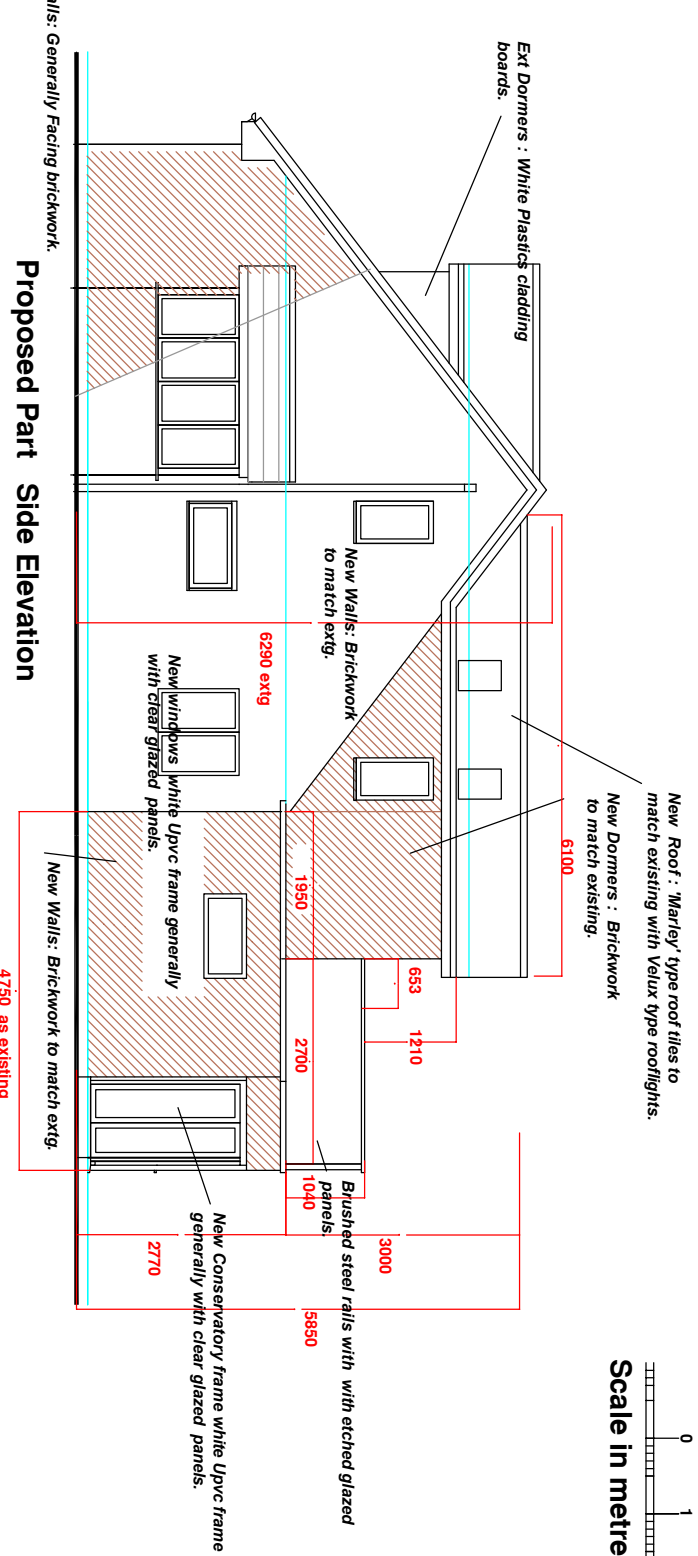 New Roof : 'Marley' type roof tiles to
match existing with Velux type rooflights.
Ext Dormers : White Plastics cladding
boards.
New Dormers : Brickwork
to match existing.
6100
New Walls: Brickwork
to match extg.
653
1210
1950
2700
6290 extg
Brushed steel rails with with etched glazed
panels.
1040
3000
5850
2770
New windows white Upvc frame generally
with clear glazed panels.
New Conservatory frame white Upvc frame
generally with clear glazed panels.
New Walls: Brickwork to match extg.
4750 as existing
alls: Generally Facing brickwork.
Proposed Part Side Elevation
0 1
Scale in metre